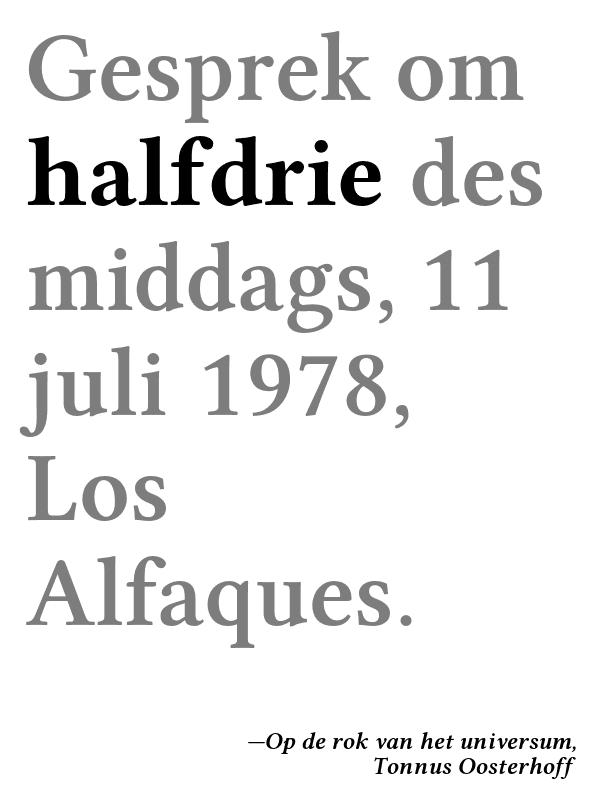 Gesprek om
halfdrie des
middags, 11
juli 1978,
Los
Alfaques.
—Op de rok van het universum,
Tonnus Oosterhoff